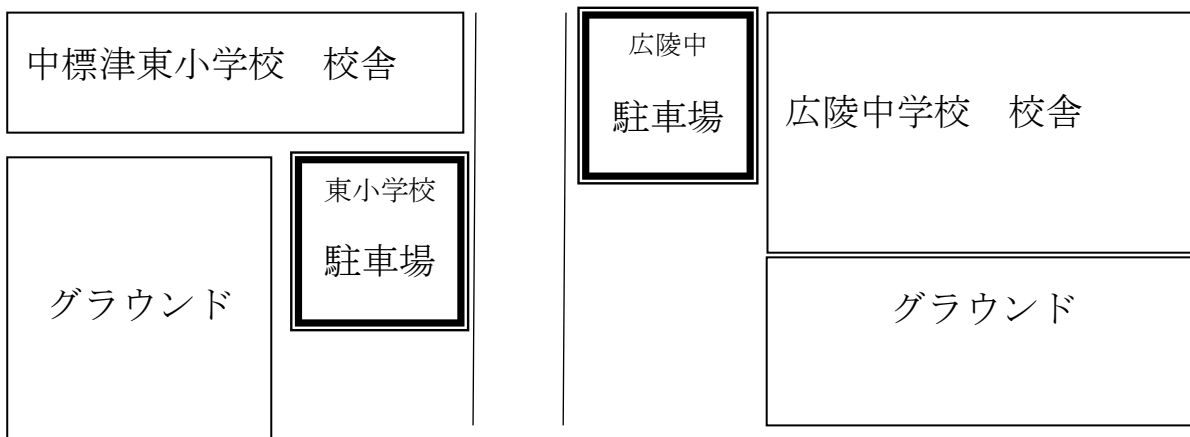 中標津東小学校　校舎
東小学校
駐車場
グラウンド
広陵中
駐車場
広陵中学校　校舎
グラウンド